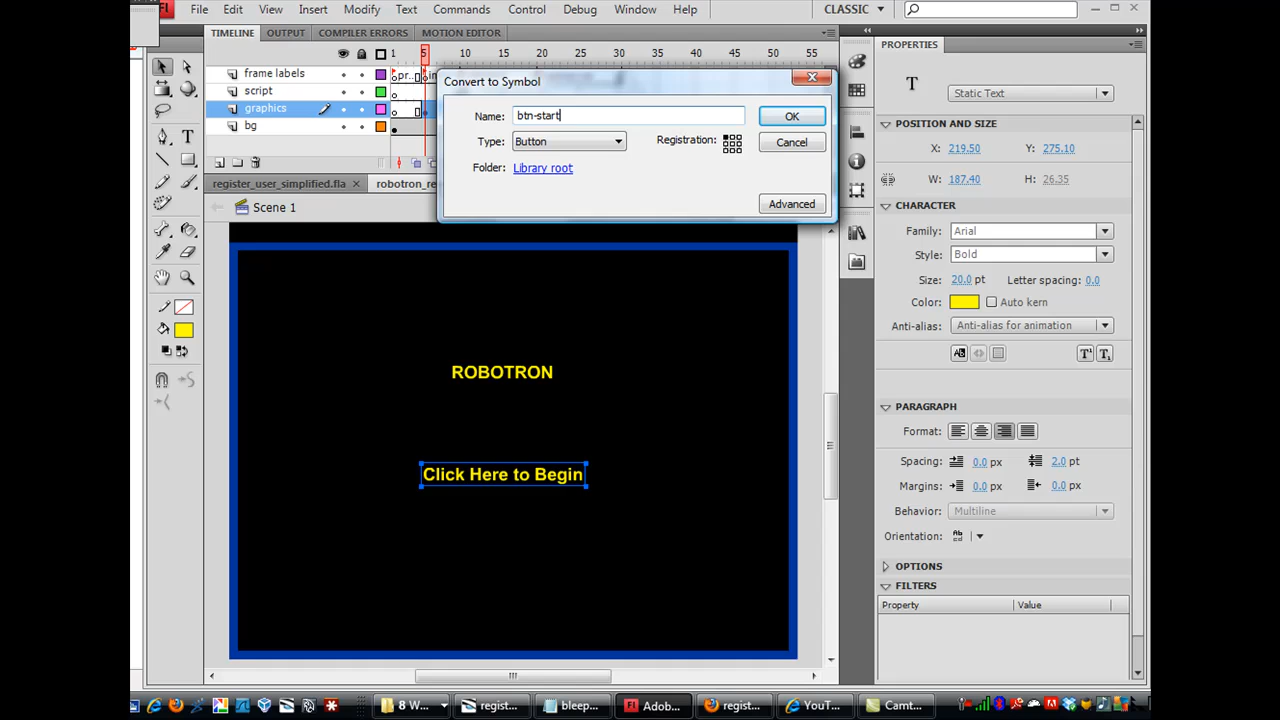 Fl File Edit View Insert Modify Text Commands Control Debug Window Help CLASSIC
TIMELINE OUTPUT COMPILER ERRORS MOTION EDITOR
1 5 10 15 20 25 30 35 40 45 50 55
frame labels
script
graphics
bg
Convert to Symbol
Name: btn-start OK
Type: Button Registration: Cancel
Folder: Library root
Advanced
register_user_simplified.fla robotron_re
Scene 1
ROBOTRON
Click Here to Begin
PROPERTIES
T Static Text
POSITION AND SIZE
X: 219.50 Y: 275.10
W: 187.40 H: 26.35
CHARACTER
Family: Arial
Style: Bold
Size: 20.0 pt Letter spacing: 0.0
Color: Auto kern
Anti-alias: Anti-alias for animation
PARAGRAPH
Format:
Spacing: 0.0 px 2.0 pt
Margins: 0.0 px 0.0 px
Behavior: Multiline
Orientation:
OPTIONS
FILTERS
Property Value
8 W... regist... bleep... Adob... regist... YouT... Camt...